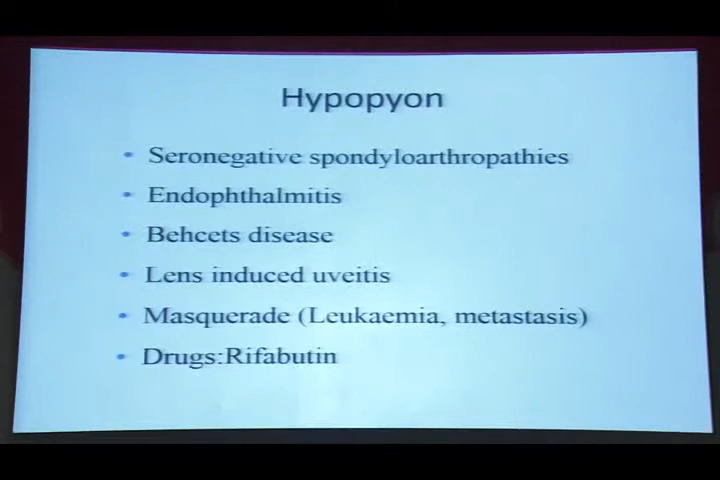 Hypopyon
• Seronegative spondyloarthropathies
• Endophthalmitis
• Behcets disease
• Lens induced uveitis
• Masquerade (Leukaemia, metastasis)
• Drugs:Rifabutin